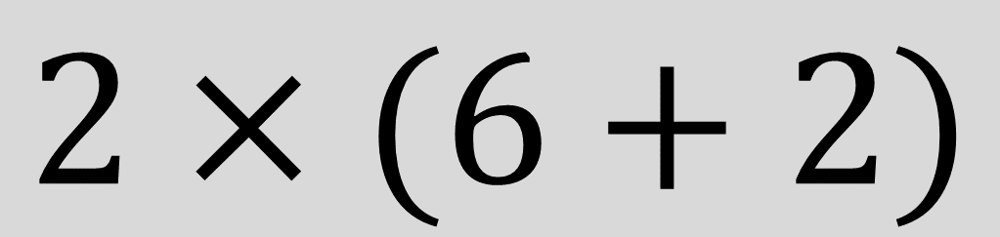 2 × (6 + 2)